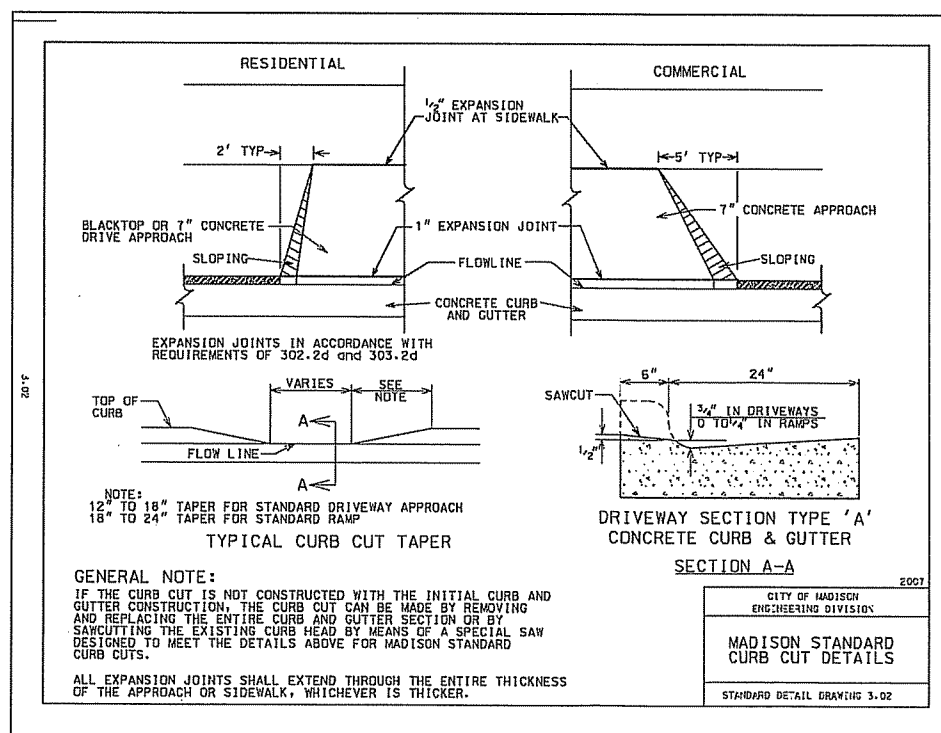 RESIDENTIAL
COMMERCIAL
1/2" EXPANSION
JOINT AT SIDEWALK
2' TYP
5' TYP
BLACKTOP OR 7" CONCRETE
DRIVE APPROACH
7" CONCRETE APPROACH
1" EXPANSION JOINT
SLOPING
SLOPING
FLOWLINE
CONCRETE CURB
AND GUTTER
EXPANSION JOINTS IN ACCORDANCE WITH
REQUIREMENTS OF 302.2d and 303.2d
3.02
VARIES
SEE
NOTE
TOP OF
CURB
A
FLOW LINE
A
NOTE:
12" TO 18" TAPER FOR STANDARD DRIVEWAY APPROACH
18" TO 24" TAPER FOR STANDARD RAMP
TYPICAL CURB CUT TAPER
6"
24"
SAWCUT
3/4" IN DRIVEWAYS
0 TO 1/4" IN RAMPS
1/2"
DRIVEWAY SECTION TYPE 'A'
CONCRETE CURB & GUTTER
SECTION A-A
GENERAL NOTE:
IF THE CURB CUT IS NOT CONSTRUCTED WITH THE INITIAL CURB AND
GUTTER CONSTRUCTION, THE CURB CUT CAN BE MADE BY REMOVING
AND REPLACING THE ENTIRE CURB AND GUTTER SECTION OR BY
SAWCUTTING THE EXISTING CURB HEAD BY MEANS OF A SPECIAL SAW
DESIGNED TO MEET THE DETAILS ABOVE FOR MADISON STANDARD
CURB CUTS.
ALL EXPANSION JOINTS SHALL EXTEND THROUGH THE ENTIRE THICKNESS
OF THE APPROACH OR SIDEWALK, WHICHEVER IS THICKER.
2007
CITY OF MADISON
ENGINEERING DIVISION
MADISON STANDARD
CURB CUT DETAILS
STANDARD DETAIL DRAWING 3.02